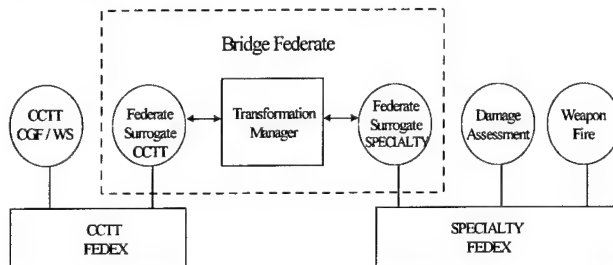 Bridge Federate
CCTT
CGF / WS
Federate
Surrogate
CCTT
Transformation
Manager
Federate
Surrogate
SPECIALTY
Damage
Assessment
Weapon
Fire
CCTT
FEDEX
SPECIALTY
FEDEX